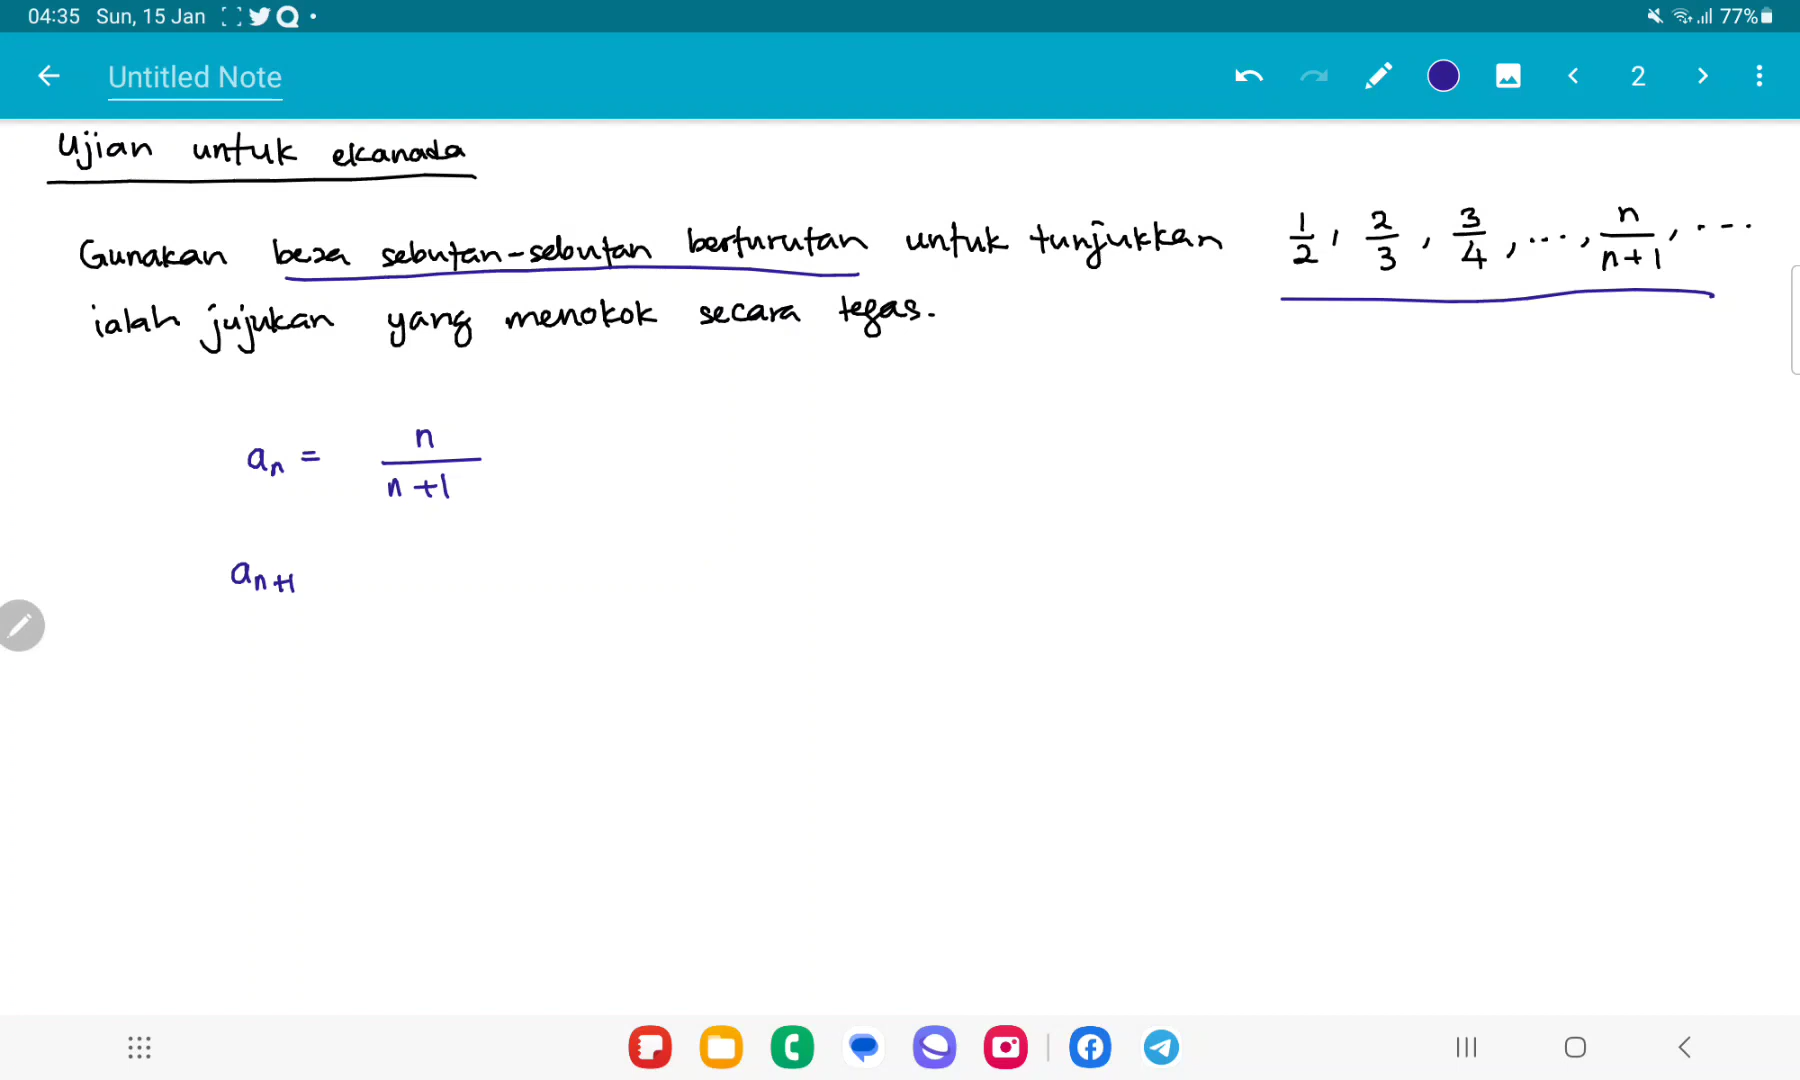 04:35 Sun, 15 Jan 77%
Untitled Note 2
Ujian untuk ekanada
Gunakan beza sebutan-sebutan berturutan untuk tunjukkan 1/2, 2/3, 3/4, ..., n/n+1, ...
ialah jujukan yang menokok secara tegas.
aₙ = n/n+1
aₙ₊₁